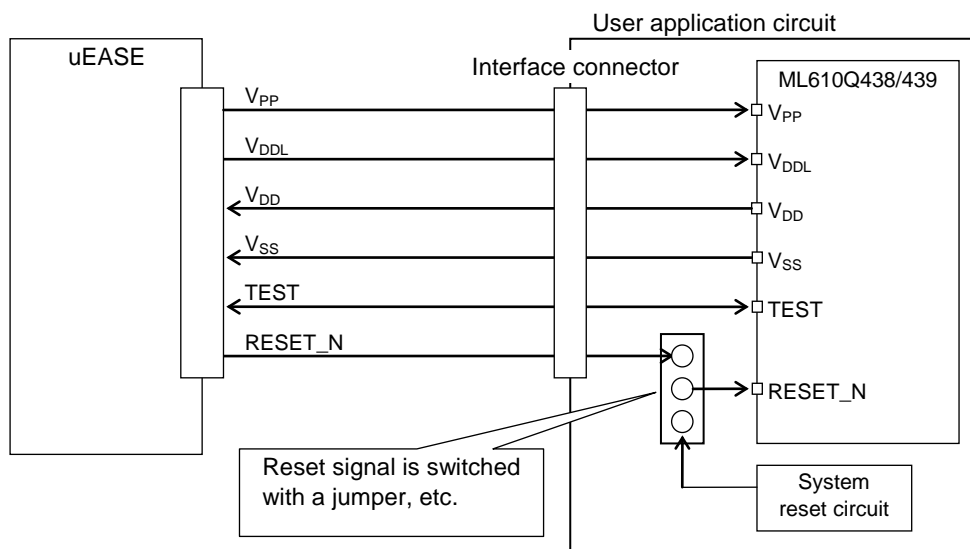 User application circuit
uEASE
Interface connector
ML610Q438/439
VPP
VPP
VDDL
VDDL
VDD
VDD
VSS
VSS
TEST
TEST
RESET_N
RESET_N
Reset signal is switched
with a jumper, etc.
System
reset circuit